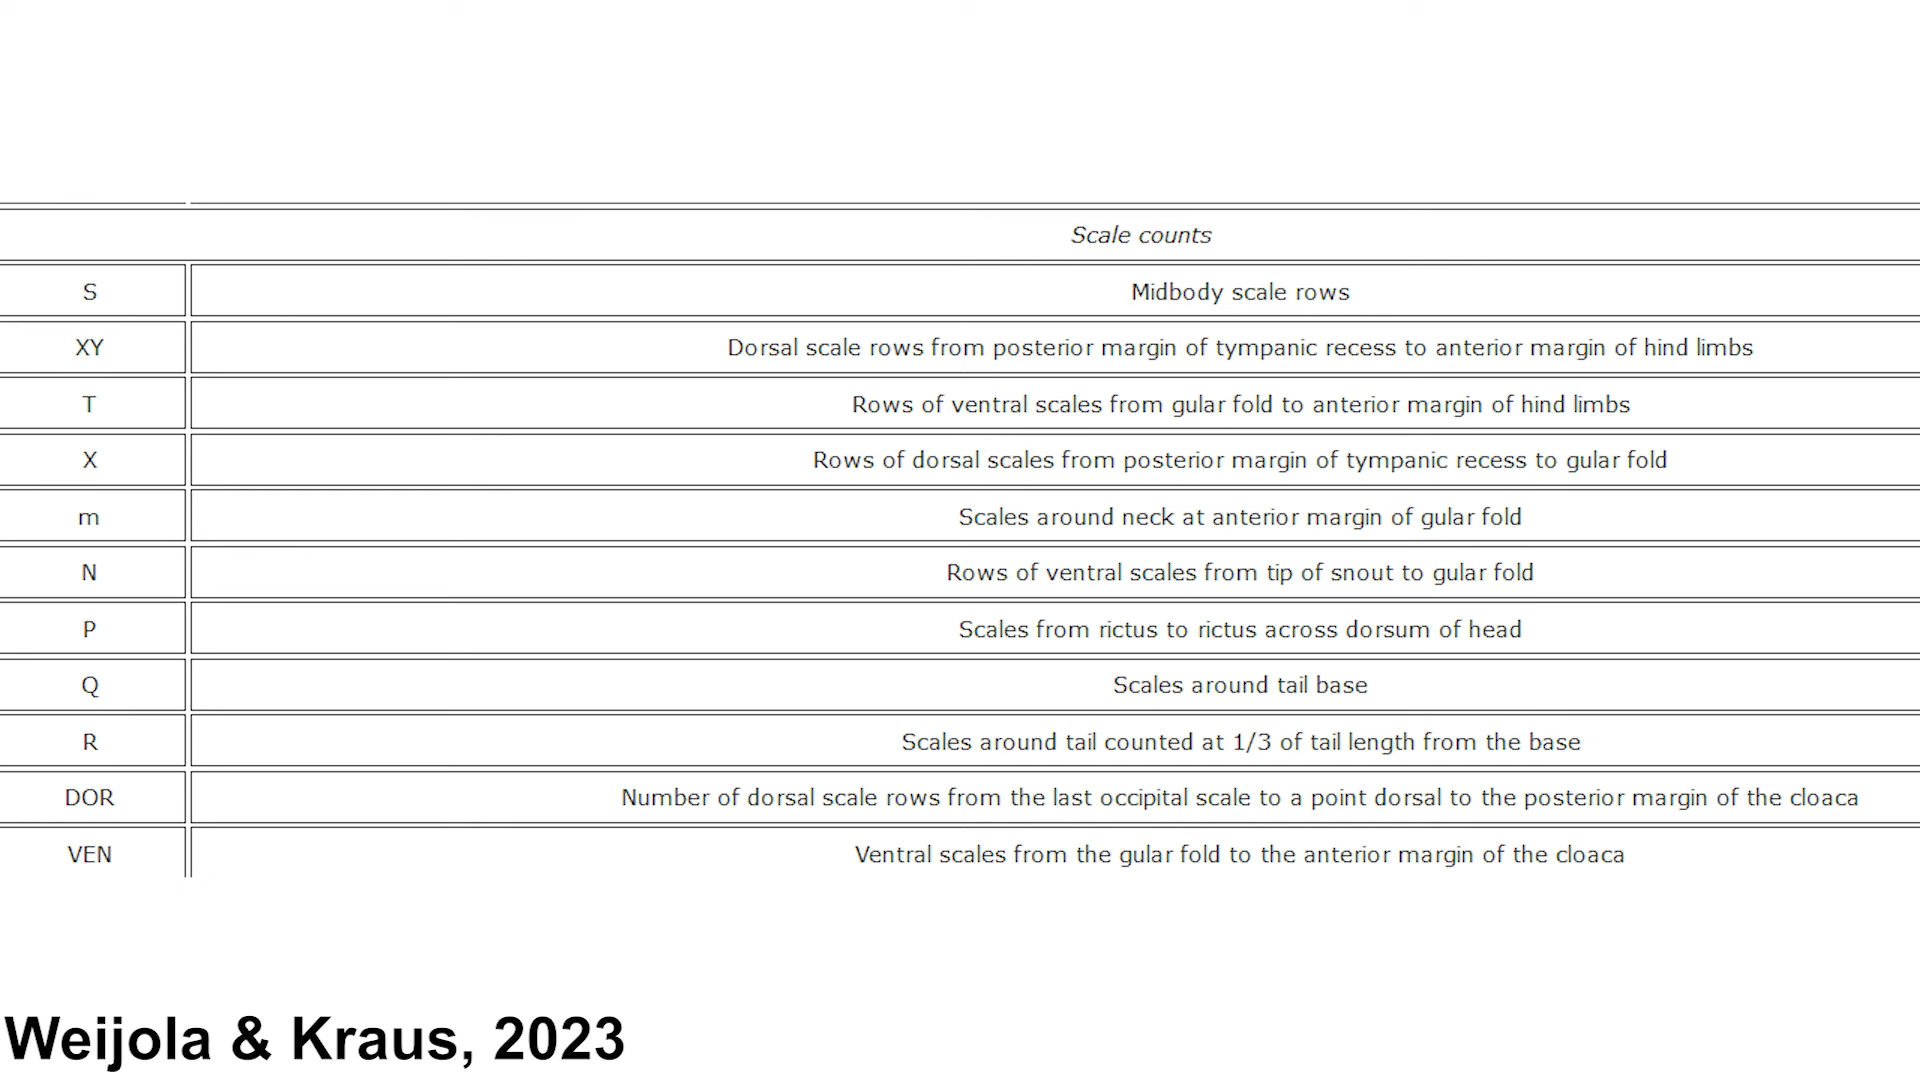 Scale counts
S Midbody scale rows
XY Dorsal scale rows from posterior margin of tympanic recess to anterior margin of hind limbs
T Rows of ventral scales from gular fold to anterior margin of hind limbs
X Rows of dorsal scales from posterior margin of tympanic recess to gular fold
m Scales around neck at anterior margin of gular fold
N Rows of ventral scales from tip of snout to gular fold
P Scales from rictus to rictus across dorsum of head
Q Scales around tail base
R Scales around tail counted at 1/3 of tail length from the base
DOR Number of dorsal scale rows from the last occipital scale to a point dorsal to the posterior margin of the cloaca
VEN Ventral scales from the gular fold to the anterior margin of the cloaca
Weijola & Kraus, 2023